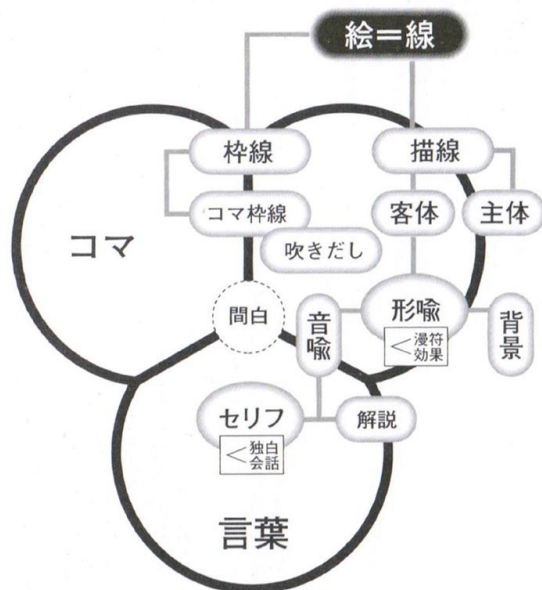 絵＝線
枠線
描線
コマ枠線
客体
主体
コマ
吹きだし
間白
音喩
形喩
漫符
効果
背景
セリフ
独白
会話
解説
言葉